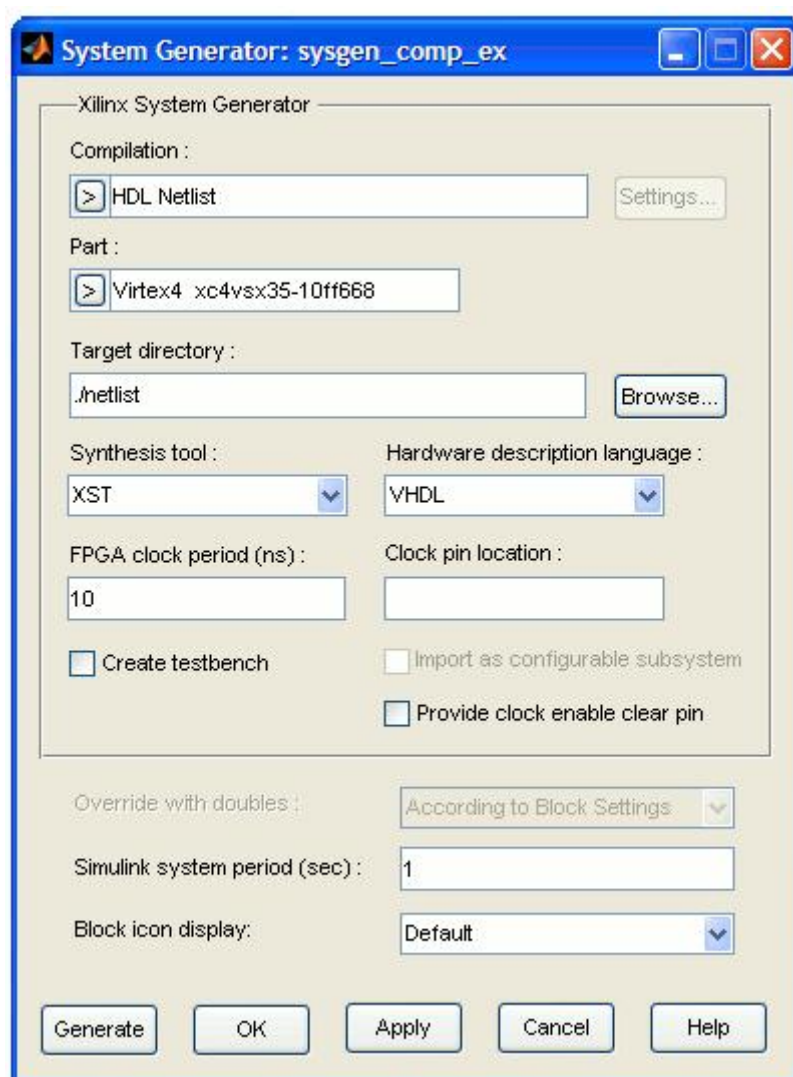 System Generator: sysgen_comp_ex
Xilinx System Generator
Compilation :
> HDL Netlist
Settings...
Part :
> Virtex4 xc4vsx35-10ff668
Target directory :
./netlist
Browse...
Synthesis tool :
Hardware description language :
XST
VHDL
FPGA clock period (ns) :
Clock pin location :
10
Create testbench
Import as configurable subsystem
Provide clock enable clear pin
Override with doubles :
According to Block Settings
Simulink system period (sec) :
1
Block icon display:
Default
Generate
OK
Apply
Cancel
Help